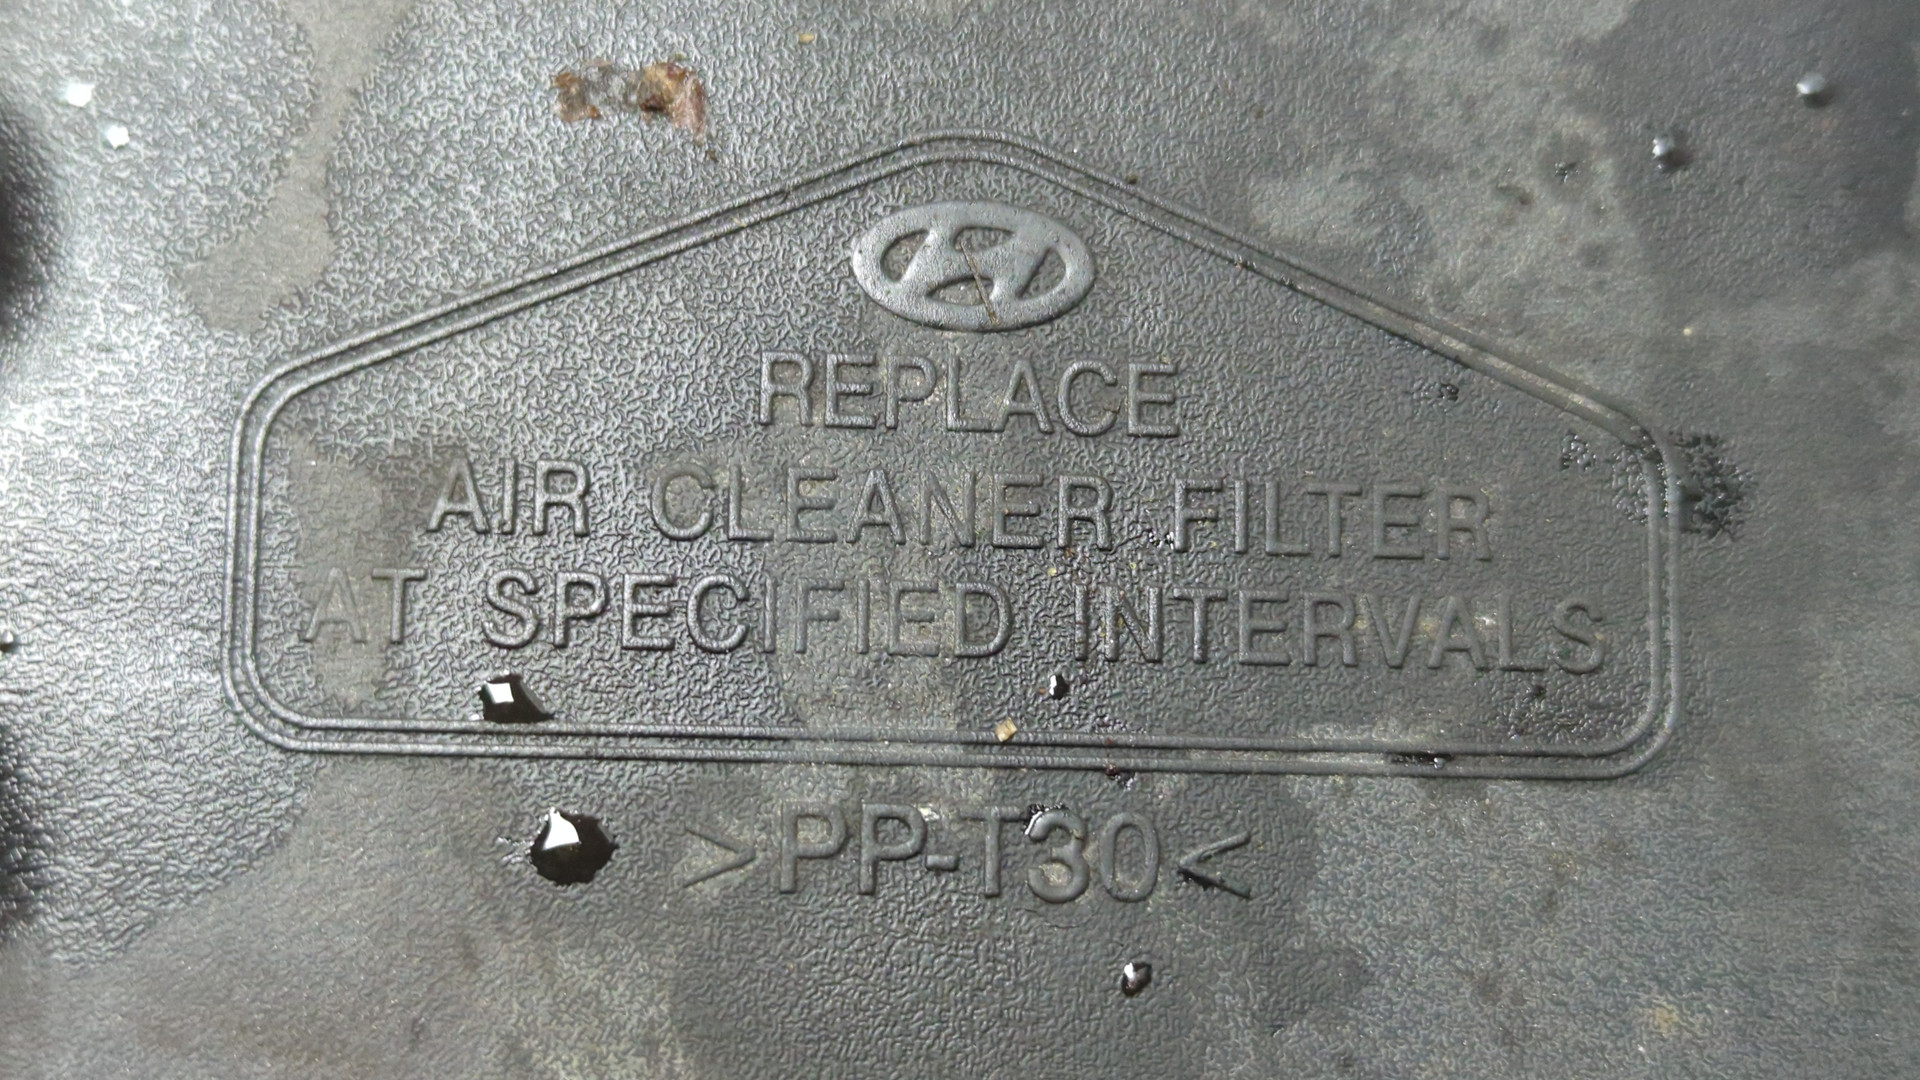 REPLACE
AIR CLEANER FILTER
AT SPECIFIED INTERVALS
>PP-T30<